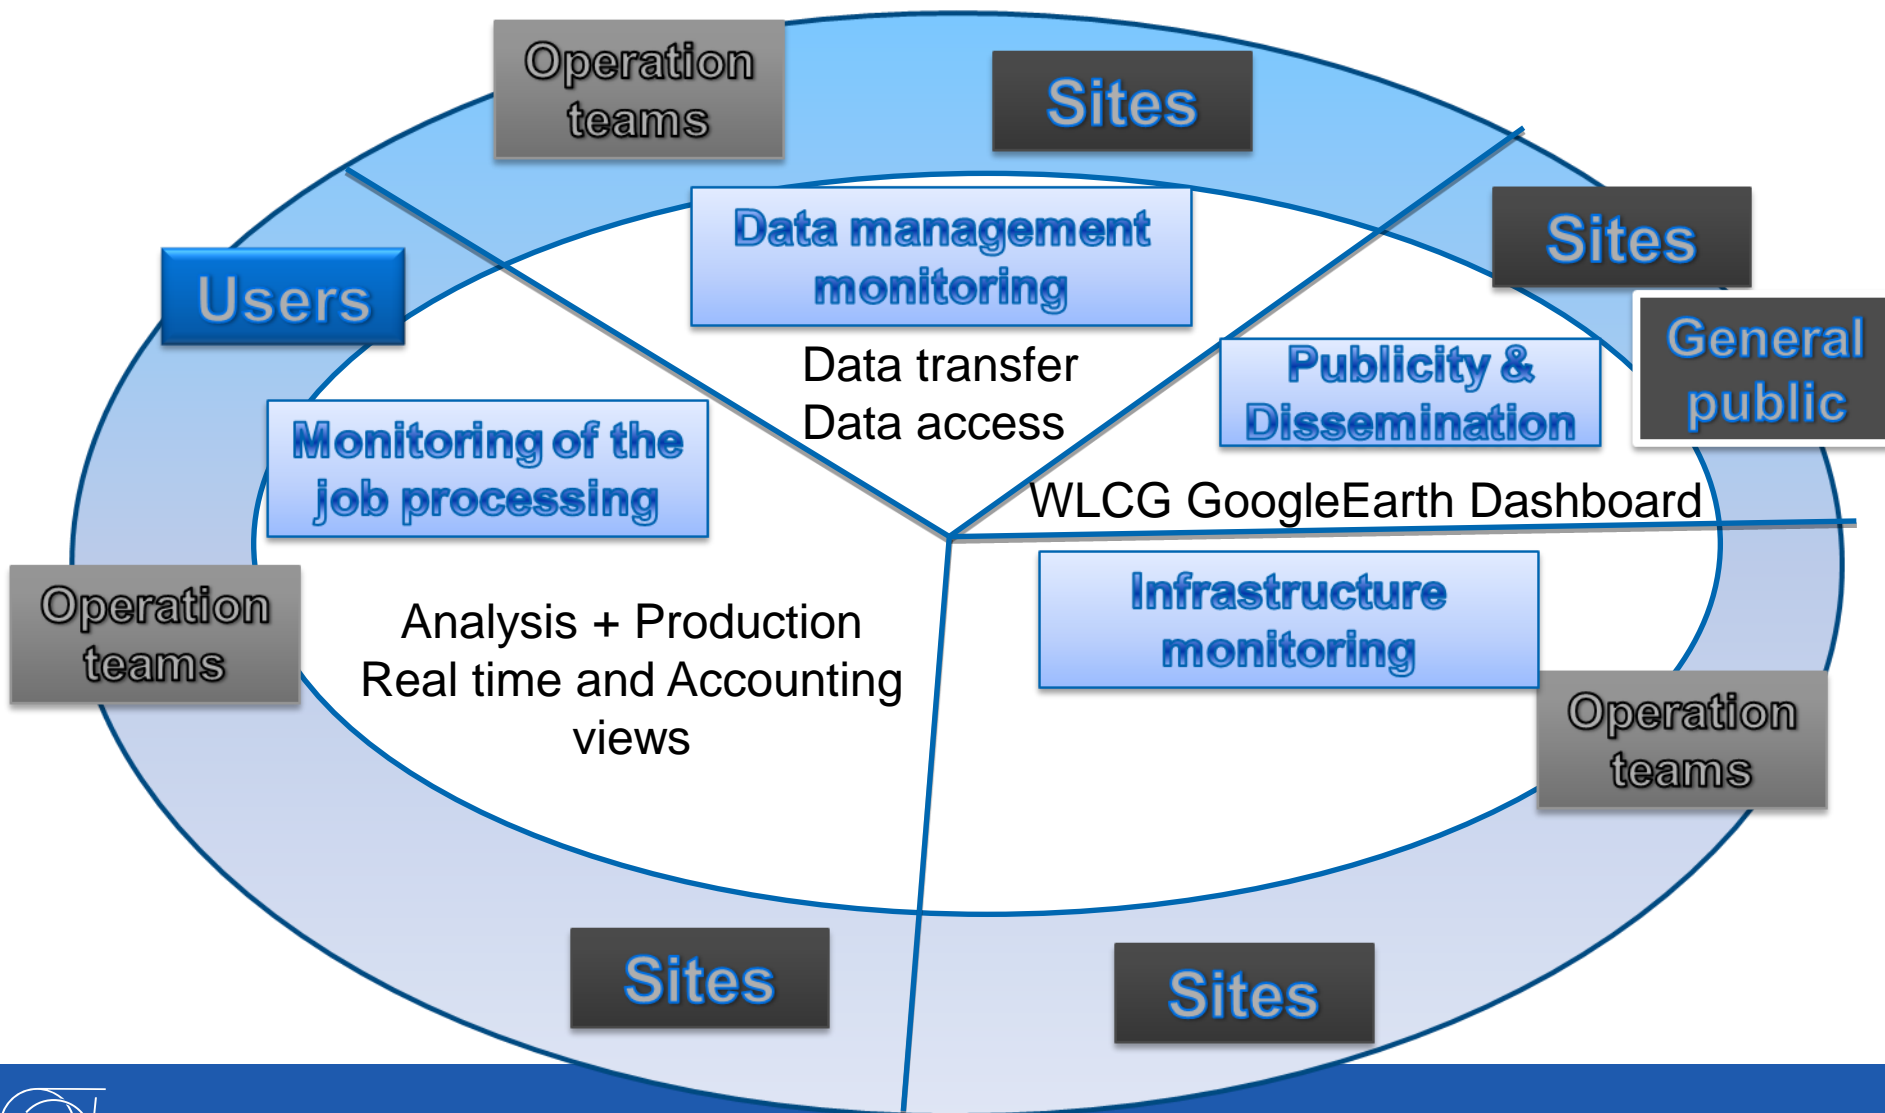 Operation
teams
Sites
Sites
Data management
monitoring
Users
General
public
Data transfer
Data access
Publicity &
Dissemination
Monitoring of the
job processing
WLCG GoogleEarth Dashboard
Infrastructure
monitoring
Operation
teams
Analysis + Production
Real time and Accounting
views
Operation
teams
Sites
Sites